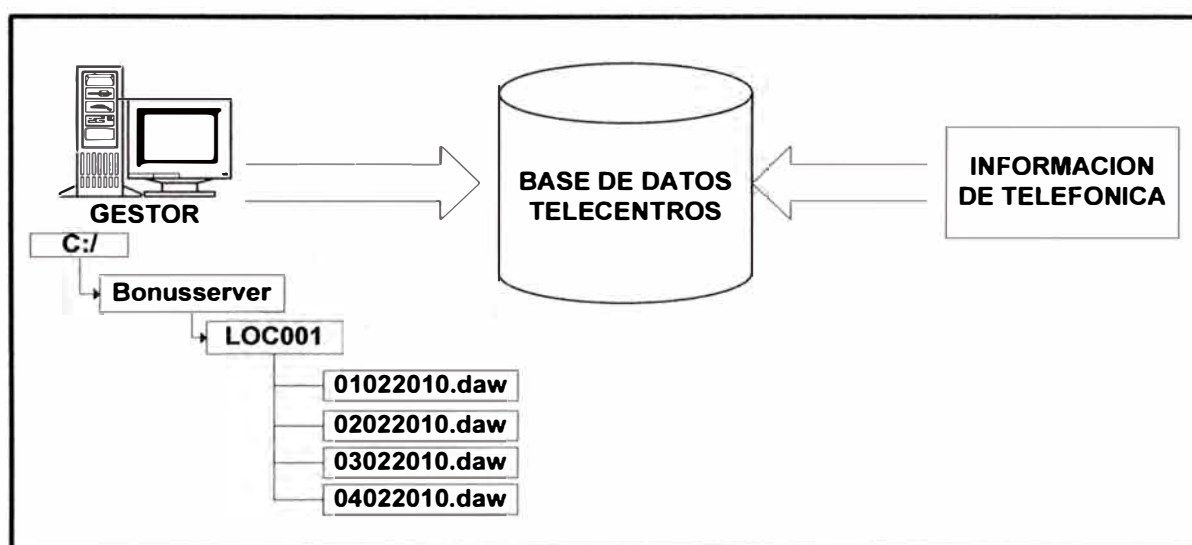 GESTOR
C:/
Bonusserver
LOC001
01022010.daw
02022010.daw
03022010.daw
04022010.daw
BASE DE DATOS
TELECENTROS
INFORMACION
DE TELEFONICA